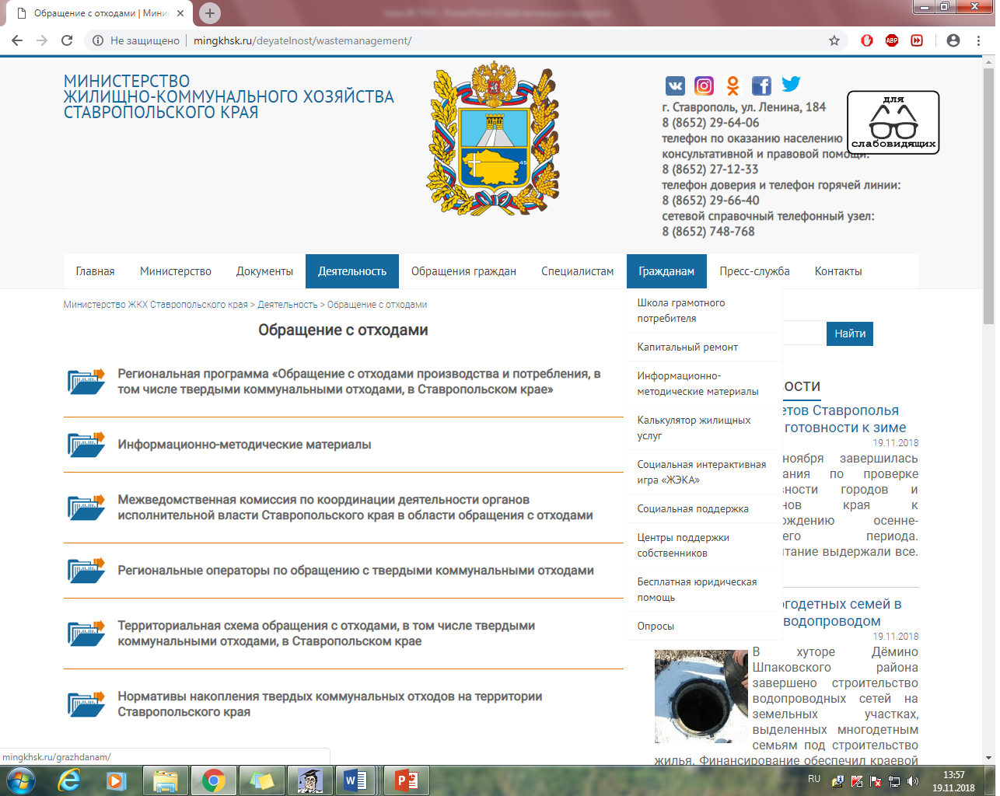 Обращение с отходами | Минис
Не защищено
mingkhsk.ru/deyatelnost/wastemanagement/
ABP
МИНИСТЕРСТВО
ЖИЛИЩНО-КОММУНАЛЬНОГО ХОЗЯЙСТВА
СТАВРОПОЛЬСКОГО КРАЯ
45
г. Ставрополь, ул. Ленина, 184
8 (8652) 29-64-06
телефон по оказанию населению
консультативной и правовой помощи:
8 (8652) 27-12-33
телефон доверия и телефон горячей линии:
8 (8652) 29-66-40
сетевой справочный телефонный узел:
8 (8652) 748-768
для
слабовидящих
Главная Министерство Документы Деятельность Обращения граждан Специалистам Гражданам Пресс-служба Контакты
Министерство ЖКХ Ставропольского края > Деятельность > Обращение с отходами
Обращение с отходами
Региональная программа «Обращение с отходами производства и потребления, в
том числе твердыми коммунальными отходами, в Ставропольском крае»
Информационно-методические материалы
Межведомственная комиссия по координации деятельности органов
исполнительной власти Ставропольского края в области обращения с отходами
Региональные операторы по обращению с твердыми коммунальными отходами
Территориальная схема обращения с отходами, в том числе твердыми
коммунальными отходами, в Ставропольском крае
Нормативы накопления твердых коммунальных отходов на территории
Ставропольского края
Школа грамотного
потребителя
Капитальный ремонт
Информационно-
методические материалы
Калькулятор жилищных
услуг
Социальная интерактивная
игра «ЖЭКА»
Социальная поддержка
Центры поддержки
собственников
Бесплатная юридическая
помощь
Опросы
Найти
вости
етов Ставрополья
готовности к зиме
19.11.2018
ноября завершилась
ания по проверке
вности городов и
нов края к
рождению осенне-
его периода.
ытание выдержали все.
огодетных семей в
водопроводом
19.11.2018
В хуторе Дёмино
Шпаковского района
завершено строительство
водопроводных сетей на
земельных участках,
выделенных многодетным
семьям под строительство
жилья. Финансирование обеспечил краевой
mingkhsk.ru/grazhdanam/
RU
13:57
19.11.2018